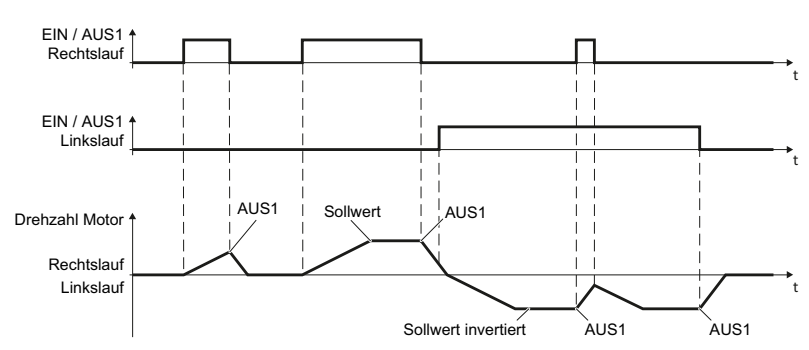 EIN / AUS1
Rechtslauf
t
EIN / AUS1
Linkslauf
t
AUS1
Sollwert
AUS1
Drehzahl Motor
Rechtslauf
Linkslauf
t
Sollwert invertiert
AUS1
AUS1